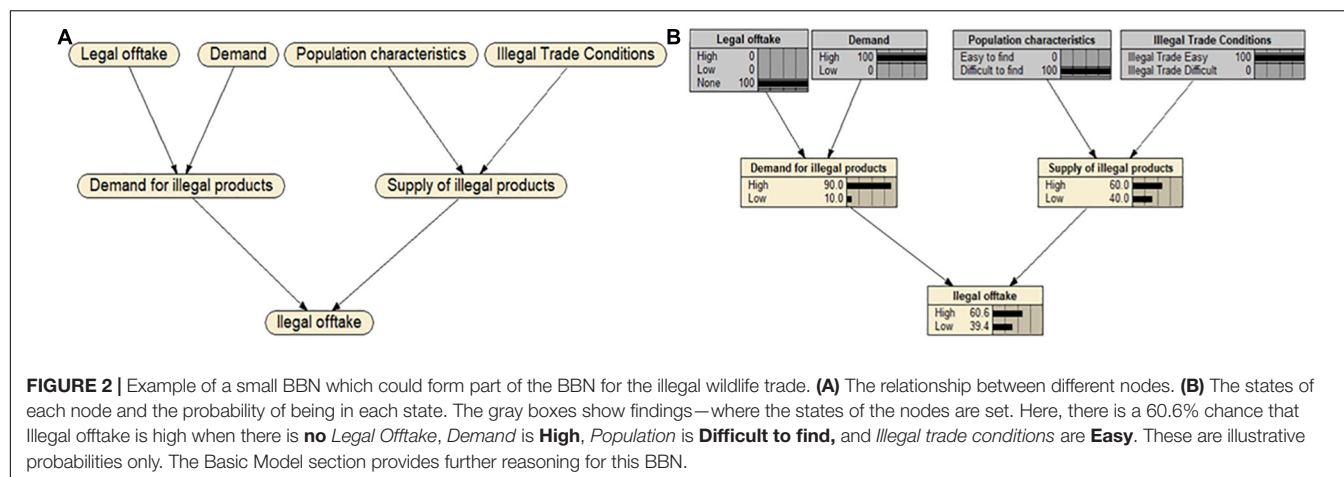 A
Legal offtake
Demand
Population characteristics
Illegal Trade Conditions
Demand for illegal products
Supply of illegal products
Ilegal offtake
B
Legal offtake
High 0
Low 0
None 100
Demand
High 100
Low 0
Population characteristics
Easy to find 0
Difficult to find 100
Illegal Trade Conditions
Illegal Trade Easy 100
Illegal Trade Difficult 0
Demand for illegal products
High 90.0
Low 10.0
Supply of illegal products
High 60.0
Low 40.0
Ilegal offtake
High 60.6
Low 39.4
FIGURE 2 | Example of a small BBN which could form part of the BBN for the illegal wildlife trade. (A) The relationship between different nodes. (B) The states of
each node and the probability of being in each state. The gray boxes show findings—where the states of the nodes are set. Here, there is a 60.6% chance that
Illegal offtake is high when there is no Legal Offtake, Demand is High, Population is Difficult to find, and Illegal trade conditions are Easy. These are illustrative
probabilities only. The Basic Model section provides further reasoning for this BBN.